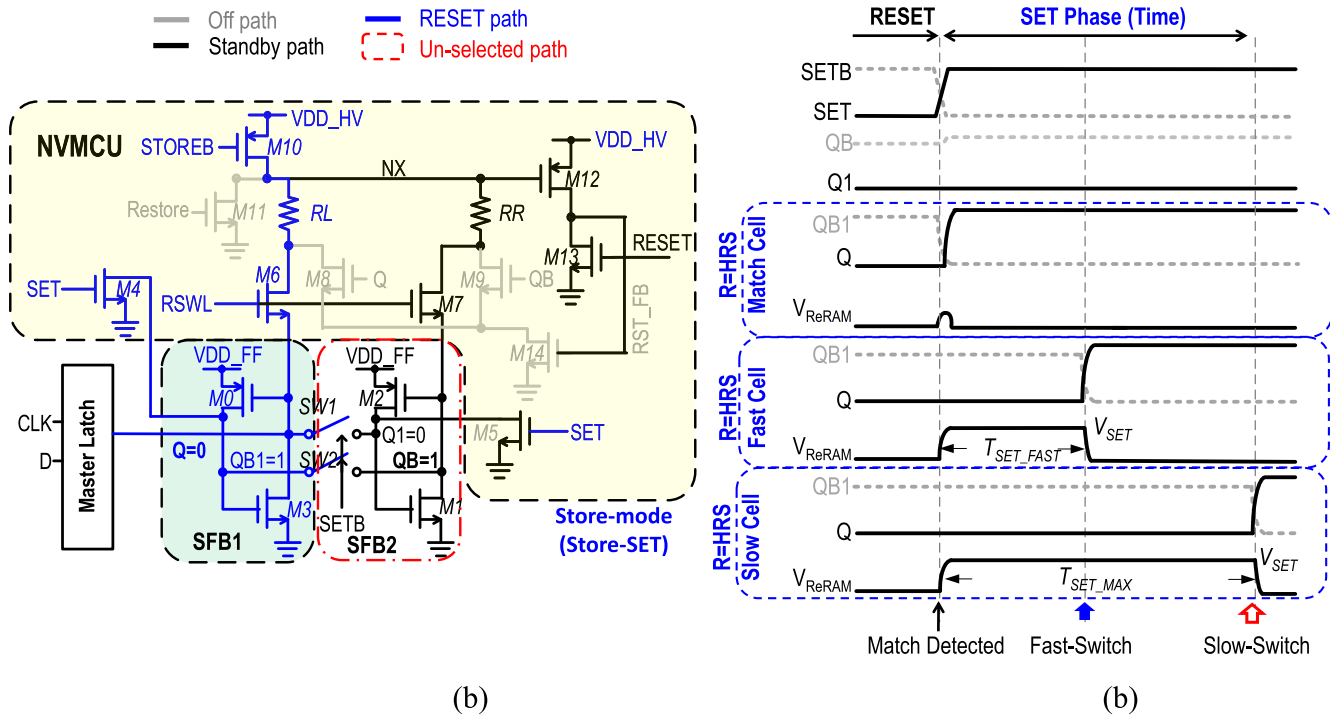 Off path
RESET path
Standby path
Un-selected path
NVMCU
VDD_HV
STOREB
M10
VDD_HV
NX
M12
Restore
M11
RL
RR
SET
M4
M6
M8
Q
M9
QB
M13
RESET
RSWL
M7
RST_FB
M14
VDD_FF
VDD_FF
M0
M2
SW1
Master Latch
CLK
D
Q=0
Q1=0
M5
SET
QB1=1
SW2
QB=1
M3
M1
SETB
SFB1
SFB2
Store-mode
(Store-SET)
(b)
RESET
SET Phase (Time)
SETB
SET
QB
Q1
R=HRS
Match Cell
QB1
Q
VReRAM
R=HRS
Fast Cell
QB1
Q
VReRAM
TSET_FAST
VSET
R=HRS
Slow Cell
QB1
Q
VReRAM
TSET_MAX
VSET
Match Detected
Fast-Switch
Slow-Switch
(b)